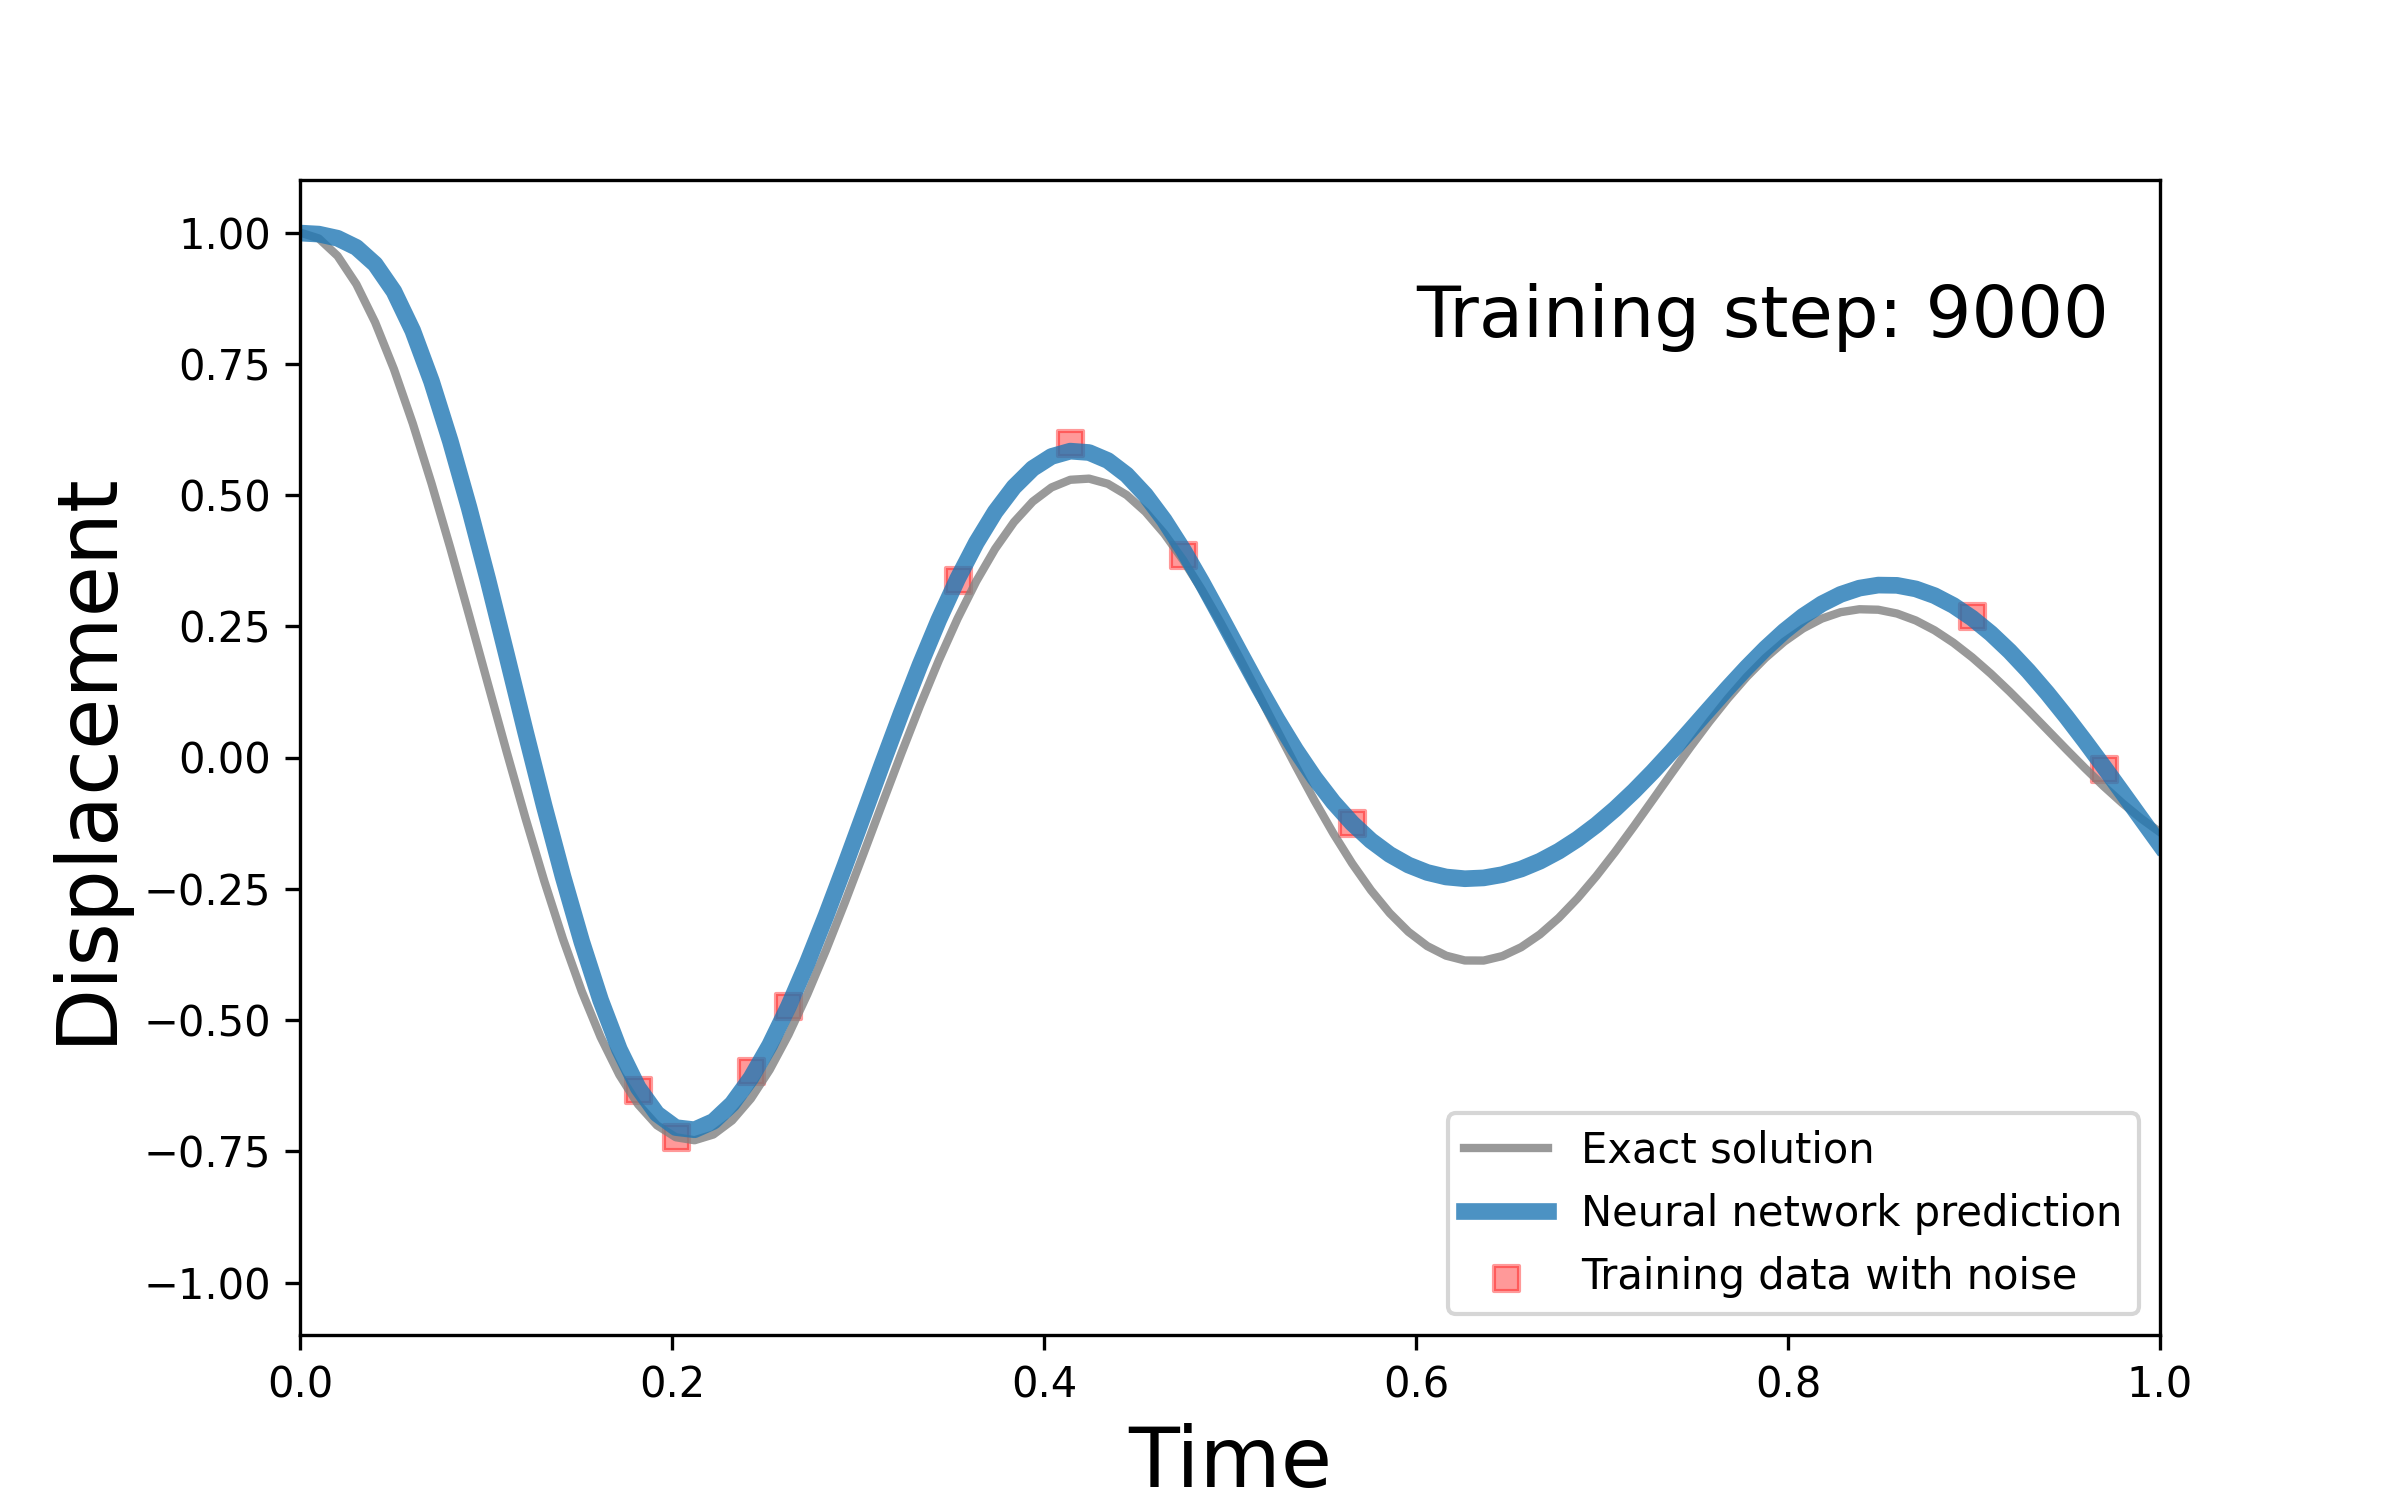 Training step: 9000
Displacement
1.00
0.75
0.50
0.25
0.00
−0.25
−0.50
−0.75
−1.00
Exact solution
Neural network prediction
Training data with noise
0.0 0.2 0.4 0.6 0.8 1.0
Time